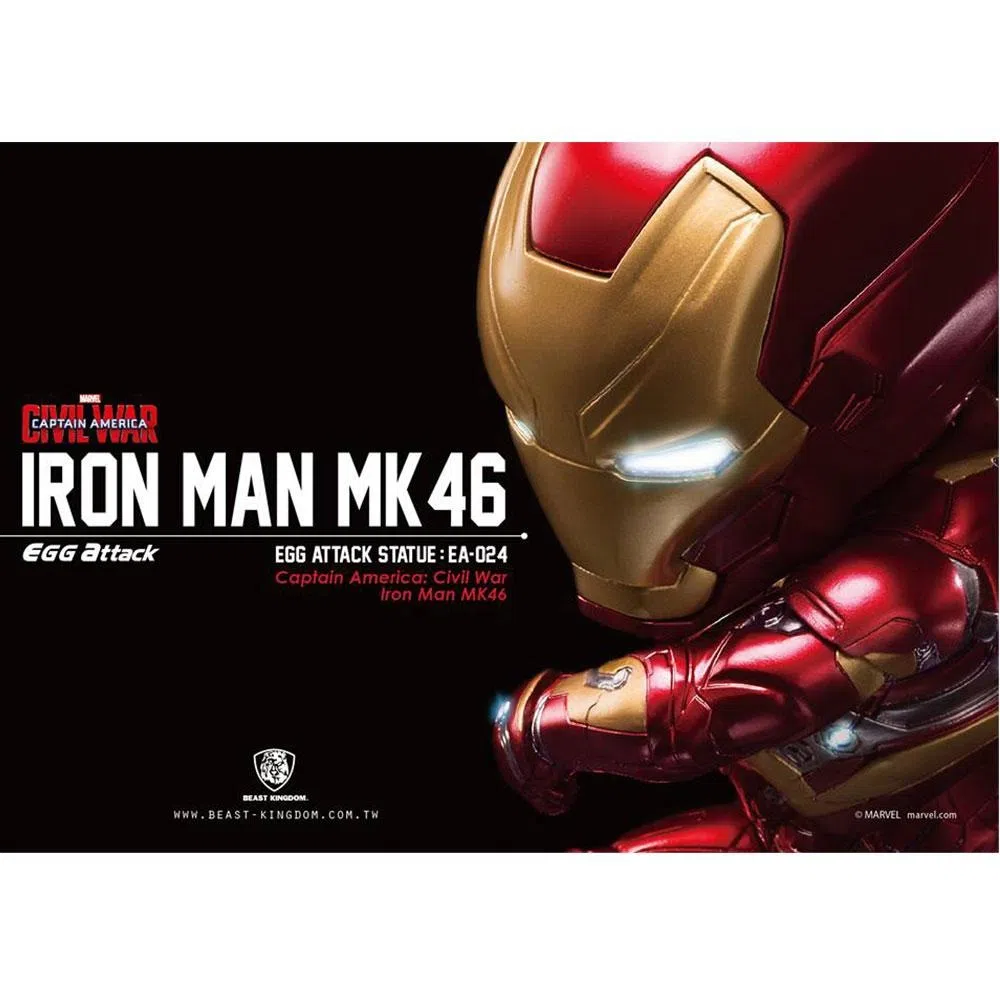 MARVEL
CIVIL WAR
CAPTAIN AMERICA
IRON MAN MK46
EGG attack
EGG ATTACK STATUE : EA-024
Captain America: Civil War
Iron Man MK46
BEAST KINGDOM.
WWW.BEAST-KINGDOM.COM.TW
© MARVEL marvel.com